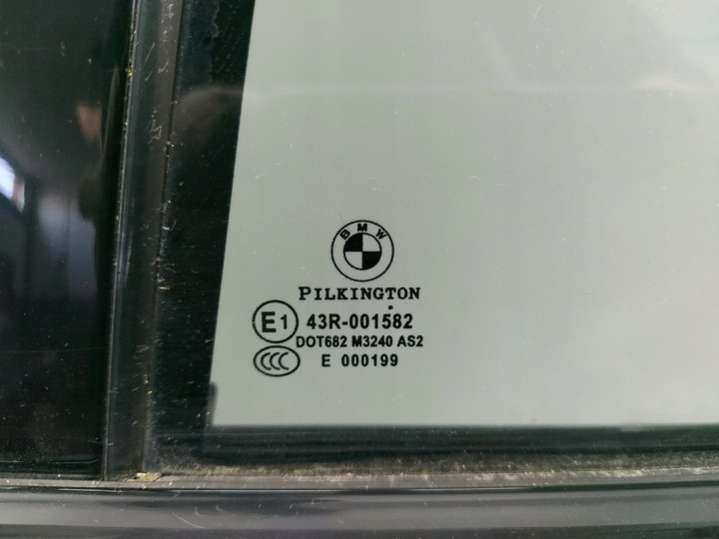 BMW
PILKINGTON
E1 43R-001582
DOT682 M3240 AS2
CCC E 000199